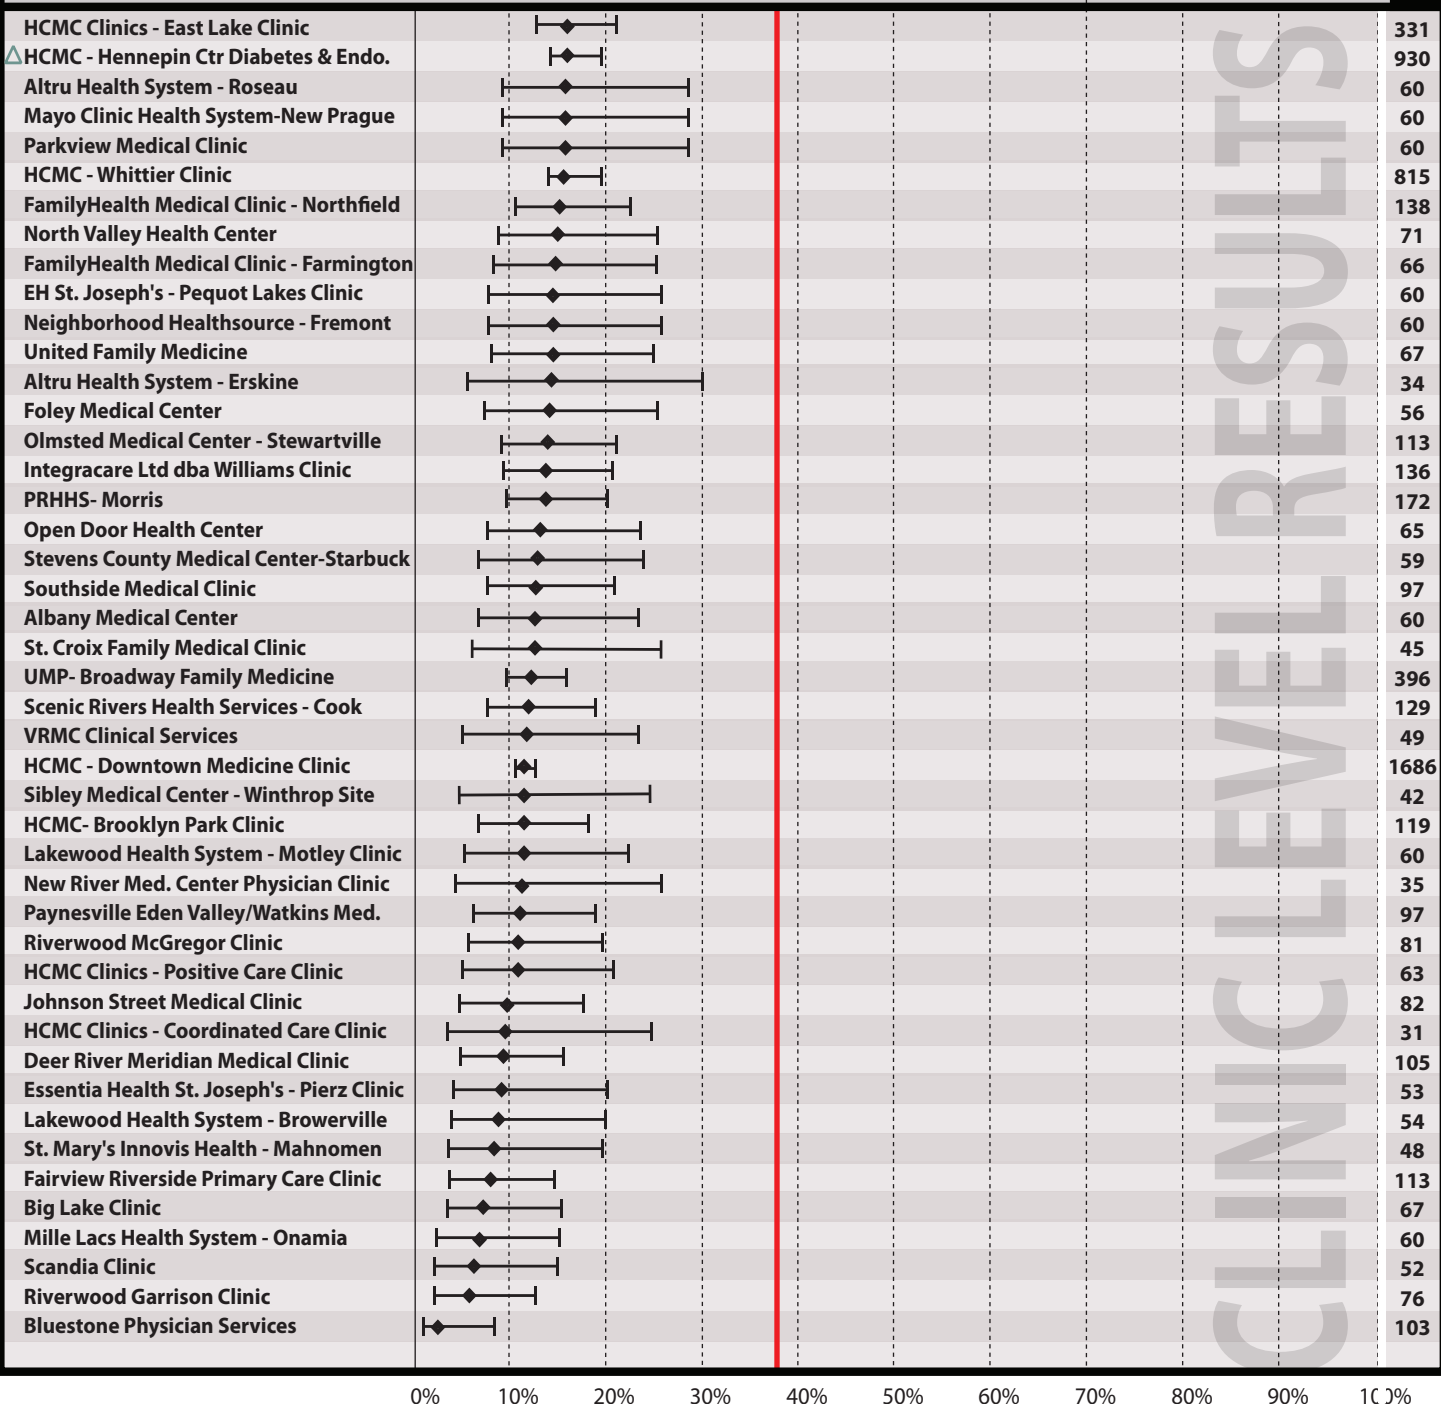 HCMC Clinics - East Lake Clinic 331
HCMC - Hennepin Ctr Diabetes & Endo. 930
Altru Health System - Roseau 60
Mayo Clinic Health System-New Prague 60
Parkview Medical Clinic 60
HCMC - Whittier Clinic 815
FamilyHealth Medical Clinic - Northfield 138
North Valley Health Center 71
FamilyHealth Medical Clinic - Farmington 66
EH St. Joseph's - Pequot Lakes Clinic 60
Neighborhood Healthsource - Fremont 60
United Family Medicine 67
Altru Health System - Erskine 34
Foley Medical Center 56
Olmsted Medical Center - Stewartville 113
Integracare Ltd dba Williams Clinic 136
PRHHS- Morris 172
Open Door Health Center 65
Stevens County Medical Center-Starbuck 59
Southside Medical Clinic 97
Albany Medical Center 60
St. Croix Family Medical Clinic 45
UMP- Broadway Family Medicine 396
Scenic Rivers Health Services - Cook 129
VRMC Clinical Services 49
HCMC - Downtown Medicine Clinic 1686
Sibley Medical Center - Winthrop Site 42
HCMC- Brooklyn Park Clinic 119
Lakewood Health System - Motley Clinic 60
New River Med. Center Physician Clinic 35
Paynesville Eden Valley/Watkins Med. 97
Riverwood McGregor Clinic 81
HCMC Clinics - Positive Care Clinic 63
Johnson Street Medical Clinic 82
HCMC Clinics - Coordinated Care Clinic 31
Deer River Meridian Medical Clinic 105
Essentia Health St. Joseph's - Pierz Clinic 53
Lakewood Health System - Browerville 54
St. Mary's Innovis Health - Mahnomen 48
Fairview Riverside Primary Care Clinic 113
Big Lake Clinic 67
Mille Lacs Health System - Onamia 60
Scandia Clinic 52
Riverwood Garrison Clinic 76
Bluestone Physician Services 103
0% 10% 20% 30% 40% 50% 60% 70% 80% 90% 100%
CLINIC LEVEL RESULTS